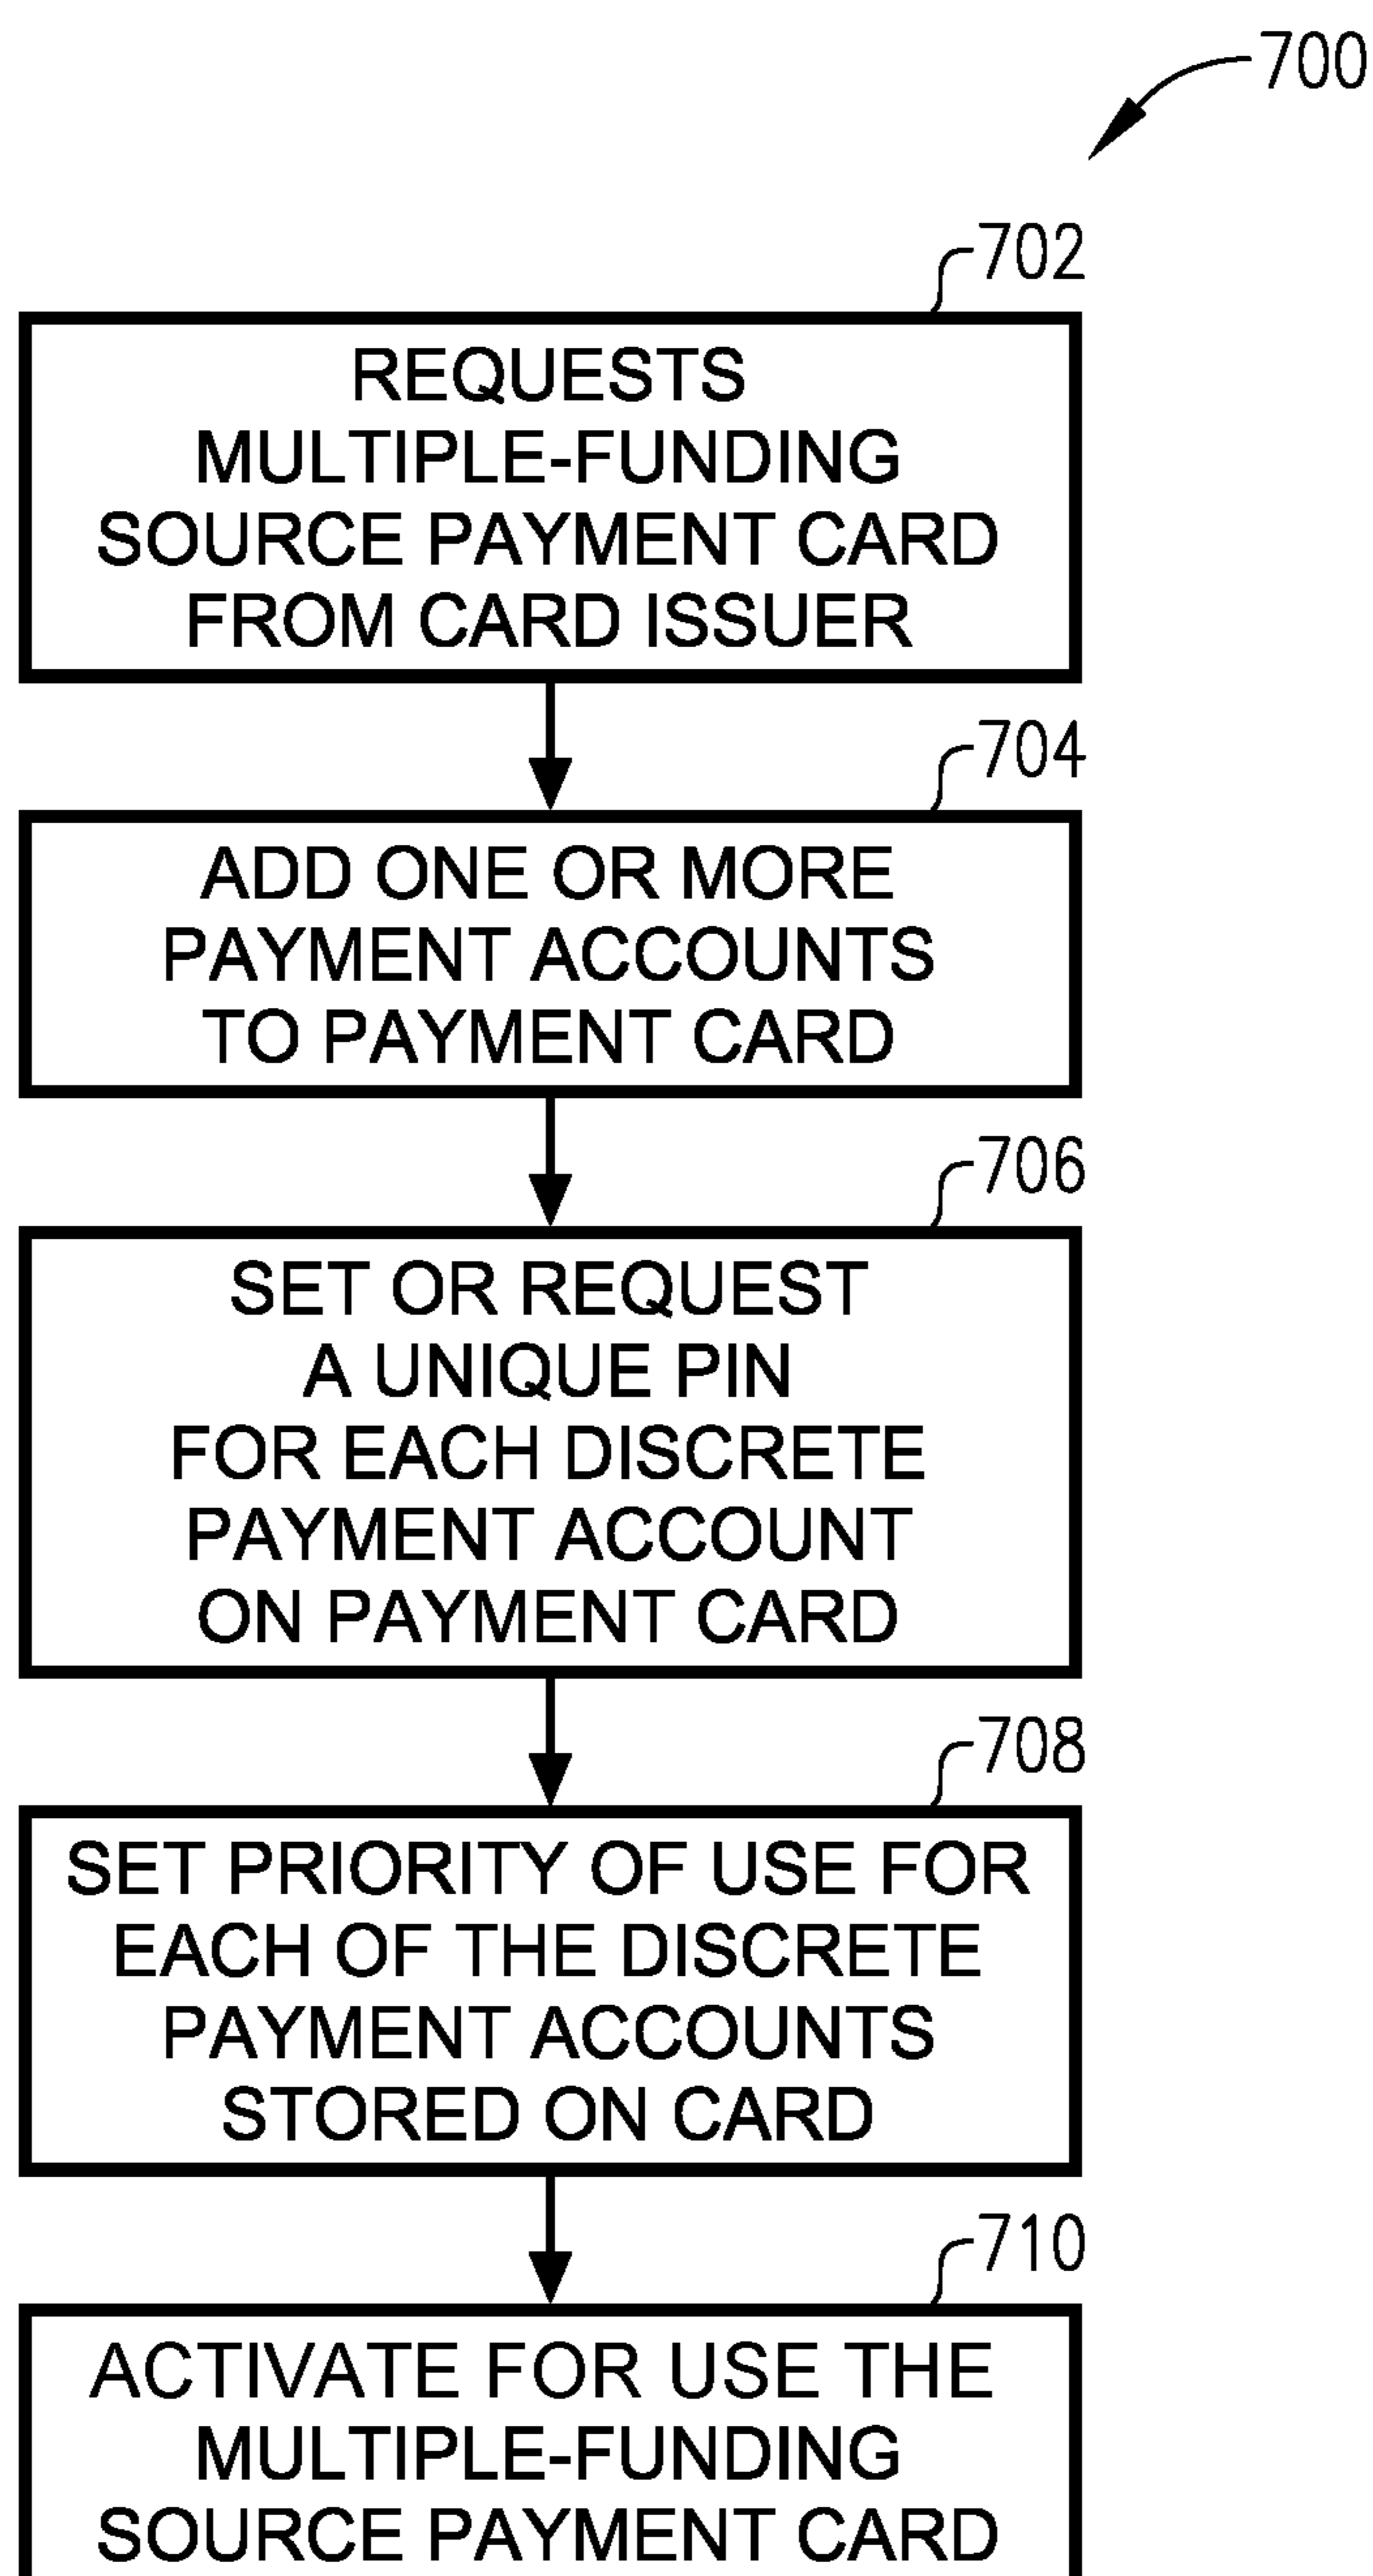 700
702
REQUESTS
MULTIPLE-FUNDING
SOURCE PAYMENT CARD
FROM CARD ISSUER
704
ADD ONE OR MORE
PAYMENT ACCOUNTS
TO PAYMENT CARD
706
SET OR REQUEST
A UNIQUE PIN
FOR EACH DISCRETE
PAYMENT ACCOUNT
ON PAYMENT CARD
708
SET PRIORITY OF USE FOR
EACH OF THE DISCRETE
PAYMENT ACCOUNTS
STORED ON CARD
710
ACTIVATE FOR USE THE
MULTIPLE-FUNDING
SOURCE PAYMENT CARD